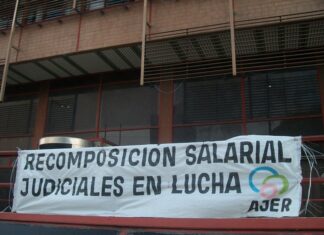 RECOMPOSICION SALARIAL
JUDICIALES EN LUCHA
AJER